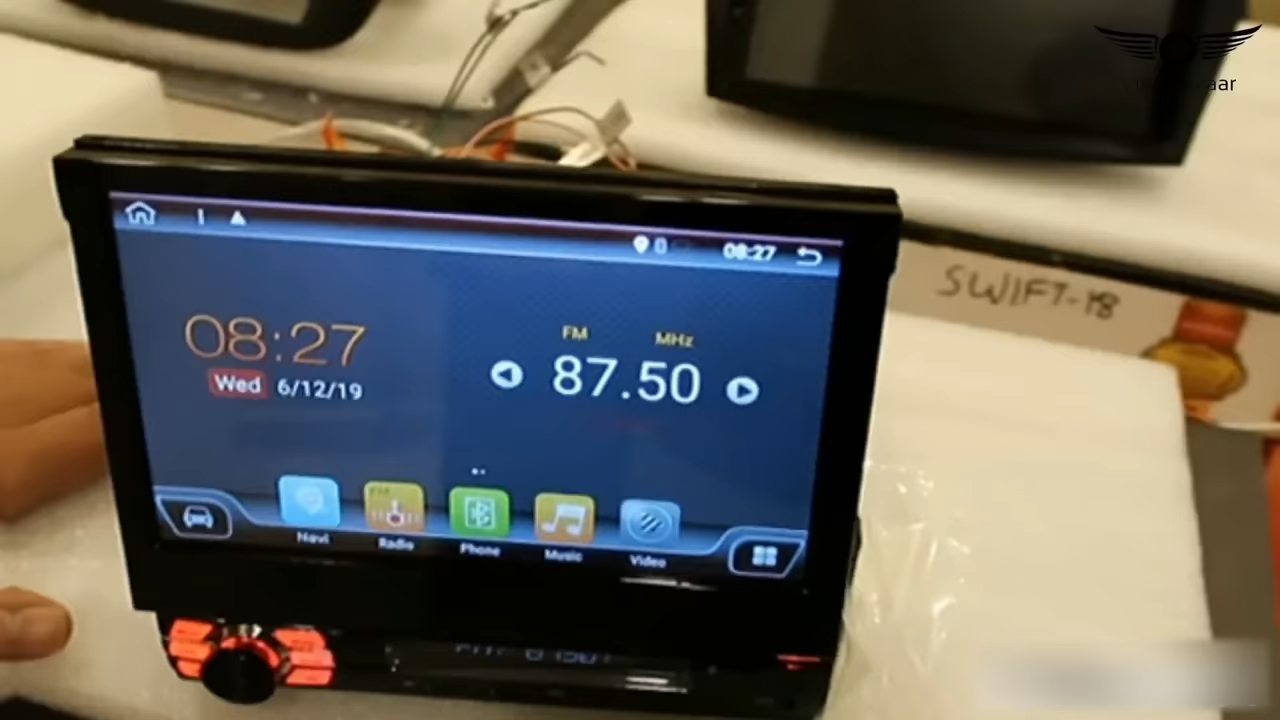 08:27
08:27
Wed 6/12/19
FM MHz
87.50
Navi Radio Phone Music Video
SWIFT-18